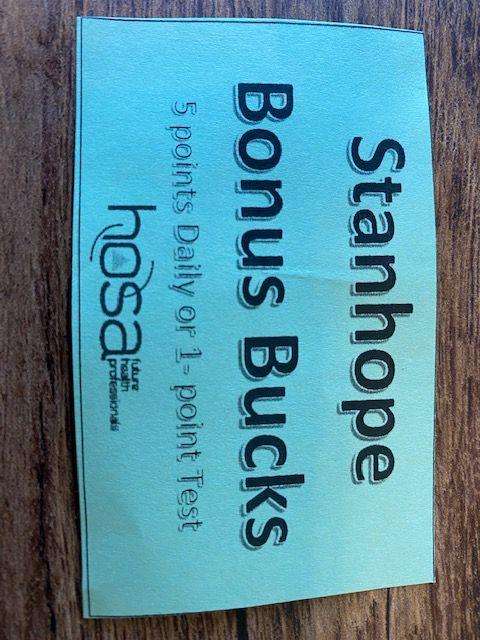 Stanhope
Bonus Bucks
5 points Daily or 1- point Test
hosa
future
health
professionals